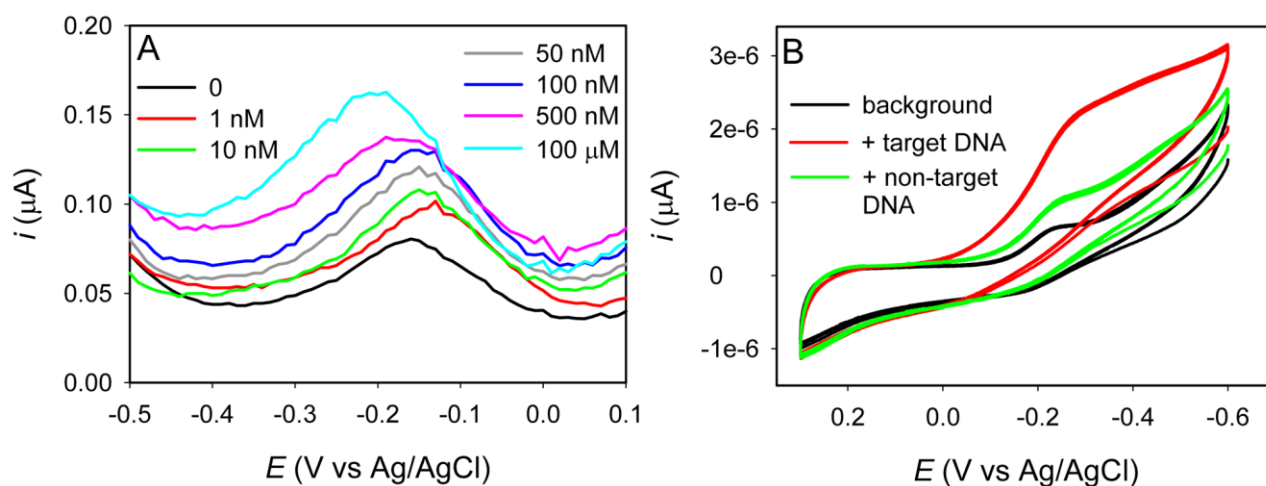 A
0
1 nM
10 nM
50 nM
100 nM
500 nM
100 μM
0.20
0.15
0.10
0.05
0.00
i (μA)
-0.5
-0.4
-0.3
-0.2
-0.1
0.0
0.1
E (V vs Ag/AgCl)
B
background
+ target DNA
+ non-target
DNA
3e-6
2e-6
1e-6
0
-1e-6
i (μA)
0.2
0.0
-0.2
-0.4
-0.6
E (V vs Ag/AgCl)